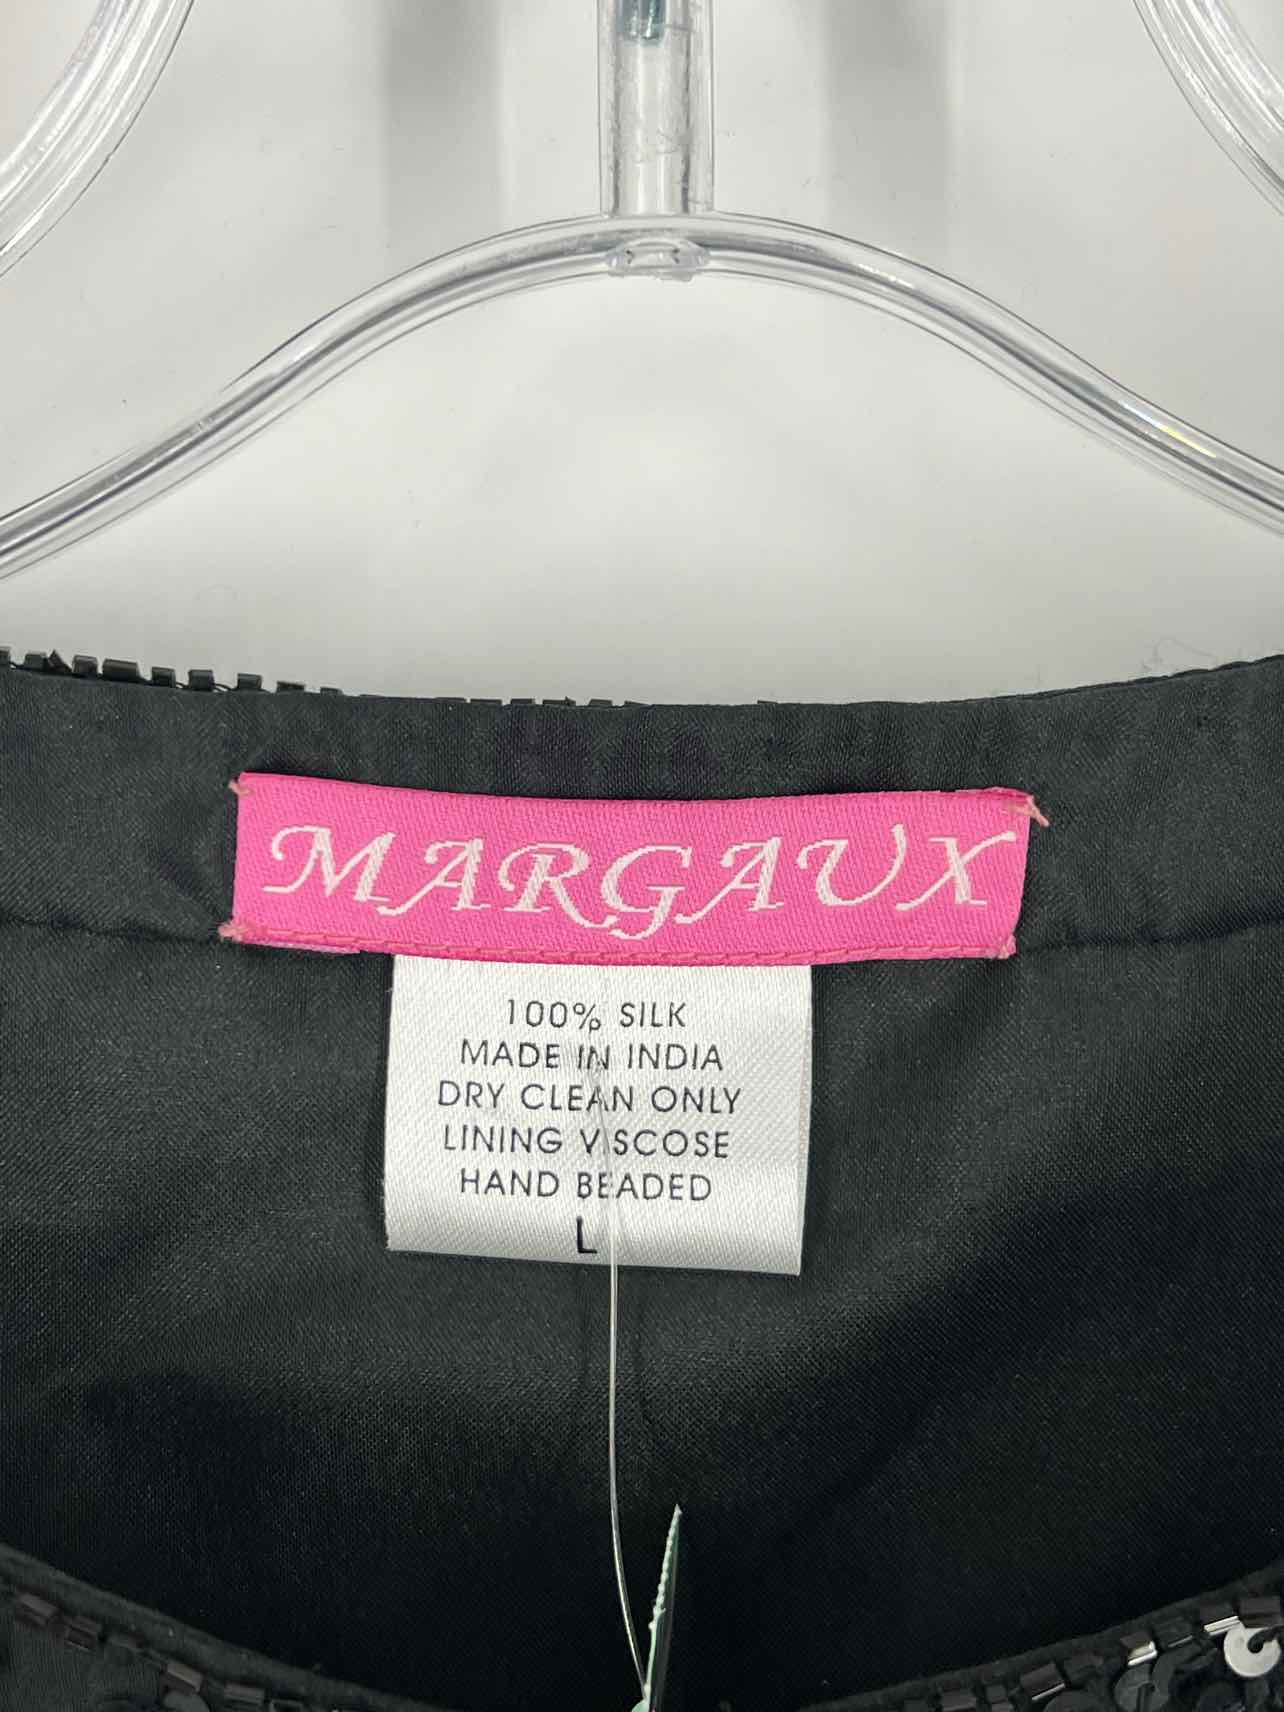 MARGAUX
100% SILK
MADE IN INDIA
DRY CLEAN ONLY
LINING VISCOSE
HAND BEADED
L